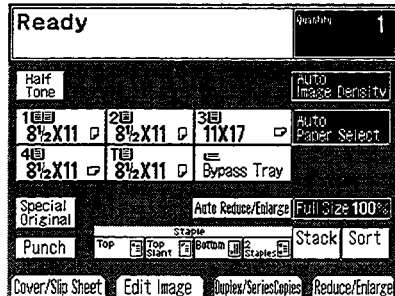 Ready
Quantity 1
Half Tone
Auto Image Density
1 8½X11
2 8½X11
3 11X17
Auto Paper Select
4 8½X11
T 8½X11
Bypass Tray
Special Original
Auto Reduce/Enlarge
Full Size 100%
Staple
Punch
Top
Top Slant
Bottom
2 Staples
Stack
Sort
Cover/Slip Sheet
Edit Image
Duplex/SeriesCopies
Reduce/Enlarge